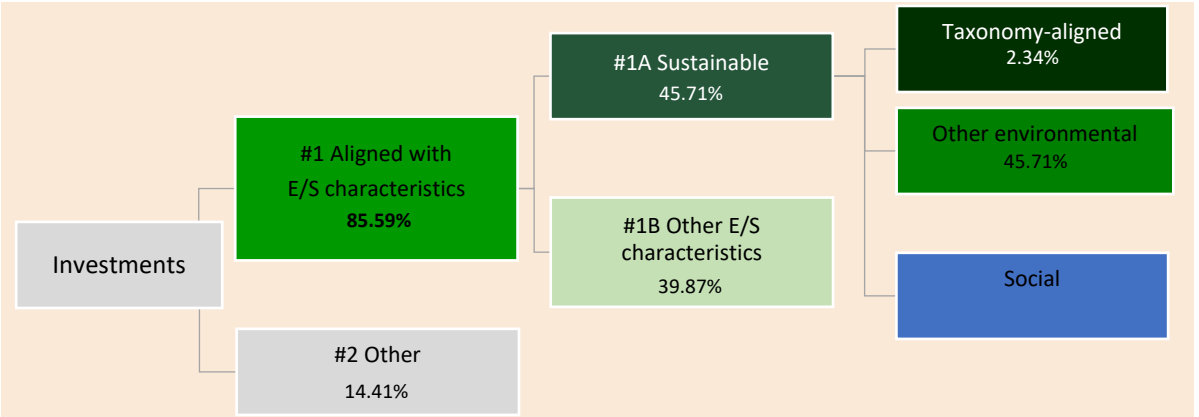 Investments
#1 Aligned with
E/S characteristics
85.59%
#2 Other
14.41%
#1A Sustainable
45.71%
#1B Other E/S
characteristics
39.87%
Taxonomy-aligned
2.34%
Other environmental
45.71%
Social